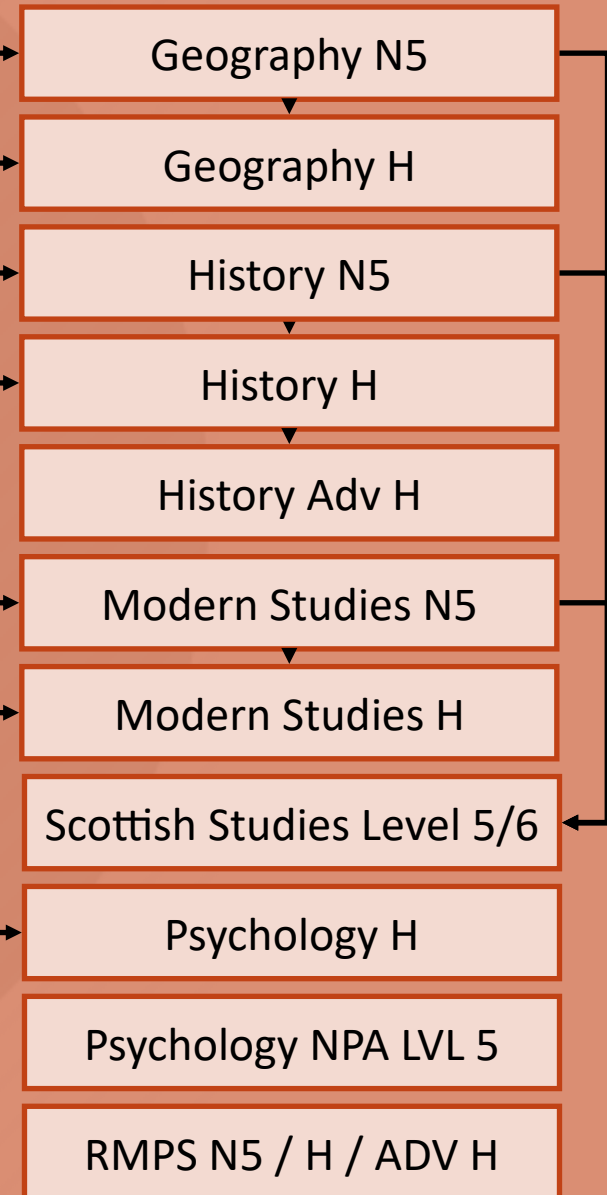 Geography N5
Geography H
History N5
History H
History Adv H
Modern Studies N5
Modern Studies H
Scottish Studies Level 5/6
Psychology H
Psychology NPA LVL 5
RMPS N5 / H / ADV H